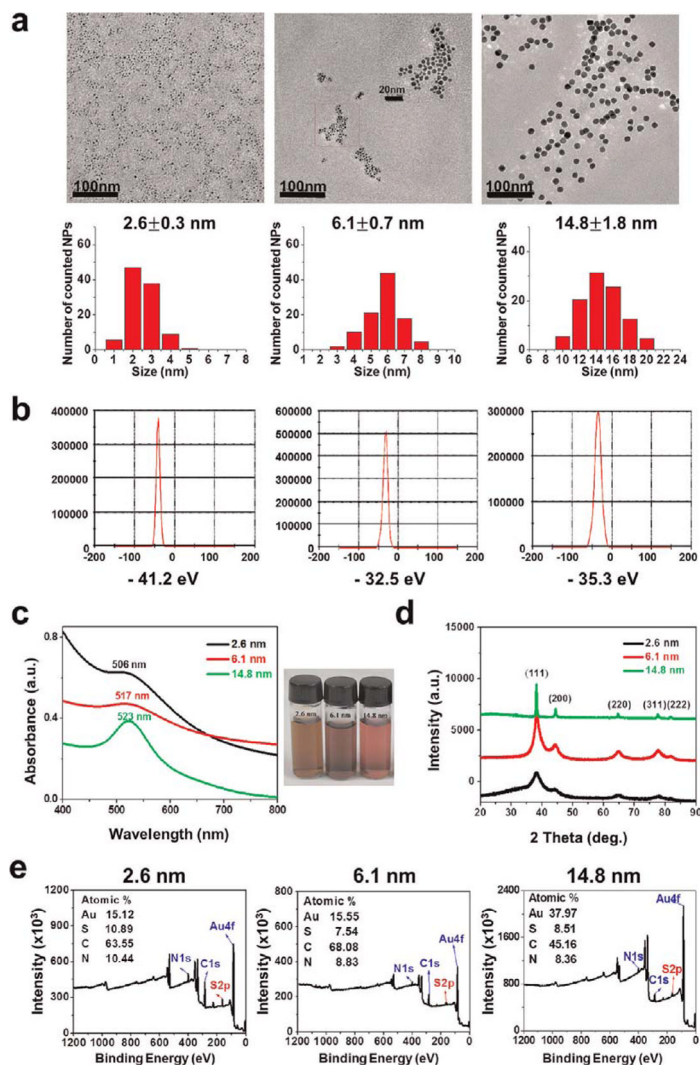 a
20nm
100nm 100nm 100nm
2.6±0.3 nm 6.1±0.7 nm 14.8±1.8 nm
Number of counted NPs Number of counted NPs Number of counted NPs
60 60 60
40 40 40
20 20 20
0 0 0
0 1 2 3 4 5 6 7 8 1 2 3 4 5 6 7 8 9 10 6 8 10 12 14 16 18 20 22 24
Size (nm) Size (nm) Size (nm)
b
400000 600000 300000
500000
300000 400000 200000
200000 300000
200000 100000
100000 100000
0 0 0
-200 -100 0 100 200 -200 -100 0 100 200 -200 -100 0 100 200
- 41.2 eV - 32.5 eV - 35.3 eV
c
Absorbance (a.u.)
0.8
0.4
0.0
2.6 nm
6.1 nm
14.8 nm
506 nm
517 nm
523 nm
400 500 600 700 800
Wavelength (nm)
2.6 nm 6.1 nm 14.8 nm
d
Intensity (a.u.)
15000
10000
5000
0
2.6 nm
6.1 nm
14.8 nm
(111)
(200)
(220) (311)(222)
20 30 40 50 60 70 80 90
2 Theta (deg.)
e
2.6 nm
Intensity (x10³)
1200
900
600
300
0
Atomic %
Au 15.12
S 10.89
C 63.55
N 10.44
Au4f
N1s C1s
S2p
1200 1000 800 600 400 200 0
Binding Energy (eV)
6.1 nm
Intensity (x10³)
800
600
400
200
0
Atomic %
Au 15.55
S 7.54
C 68.08
N 8.83
Au4f
N1s C1s
S2p
1200 1000 800 600 400 200 0
Binding Energy (eV)
14.8 nm
Intensity (x10³)
2100
1400
700
0
Atomic %
Au 37.97
S 8.51
C 45.16
N 8.36
Au4f
N1s S2p
C1s
1200 1000 800 600 400 200 0
Binding Energy (eV)